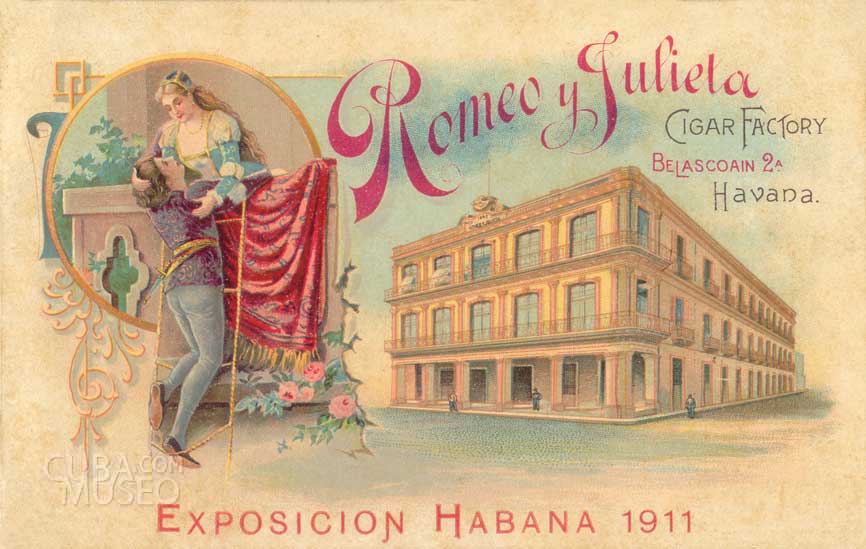 Romeo y Julieta
CIGAR FACTORY
BELASCOAIN 2A
Havana.
CUBA.COM
MUSEO
EXPOSICION HABANA 1911